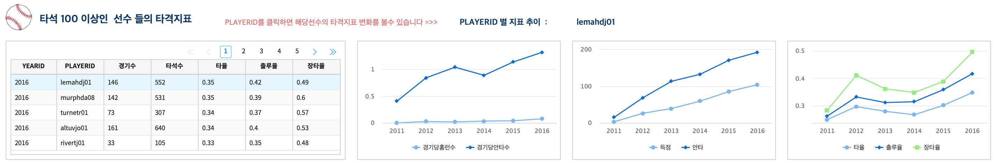 타석 100 이상인 선수 들의 타격지표
PLAYERID를 클릭하면 해당선수의 타격지표 변화를 볼수 있습니다 =>>
PLAYERID 별 지표 추이 :
lemahdj01
1 2 3 4 5
YEARID PLAYERID 경기수 타석수 타율 출루율 장타율
2016 lemahdj01 146 552 0.35 0.42 0.49
2016 murphda08 142 531 0.35 0.39 0.6
2016 turnetr01 73 307 0.34 0.37 0.57
2016 altuvjo01 161 640 0.34 0.4 0.53
2016 rivertj01 33 105 0.33 0.35 0.48
1
0.5
0
2011 2012 2013 2014 2015 2016
경기당홈런수 경기당안타수
200
100
0
2011 2012 2013 2014 2015 2016
득점 안타
0.5
0.4
0.3
2011 2012 2013 2014 2015 2016
타율 출루율 장타율